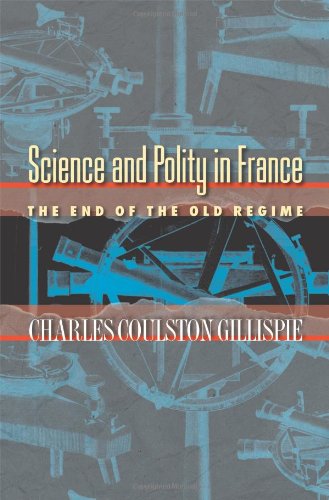 Science and Polity in France
THE END OF THE OLD REGIME
CHARLES COULSTON GILLISPIE